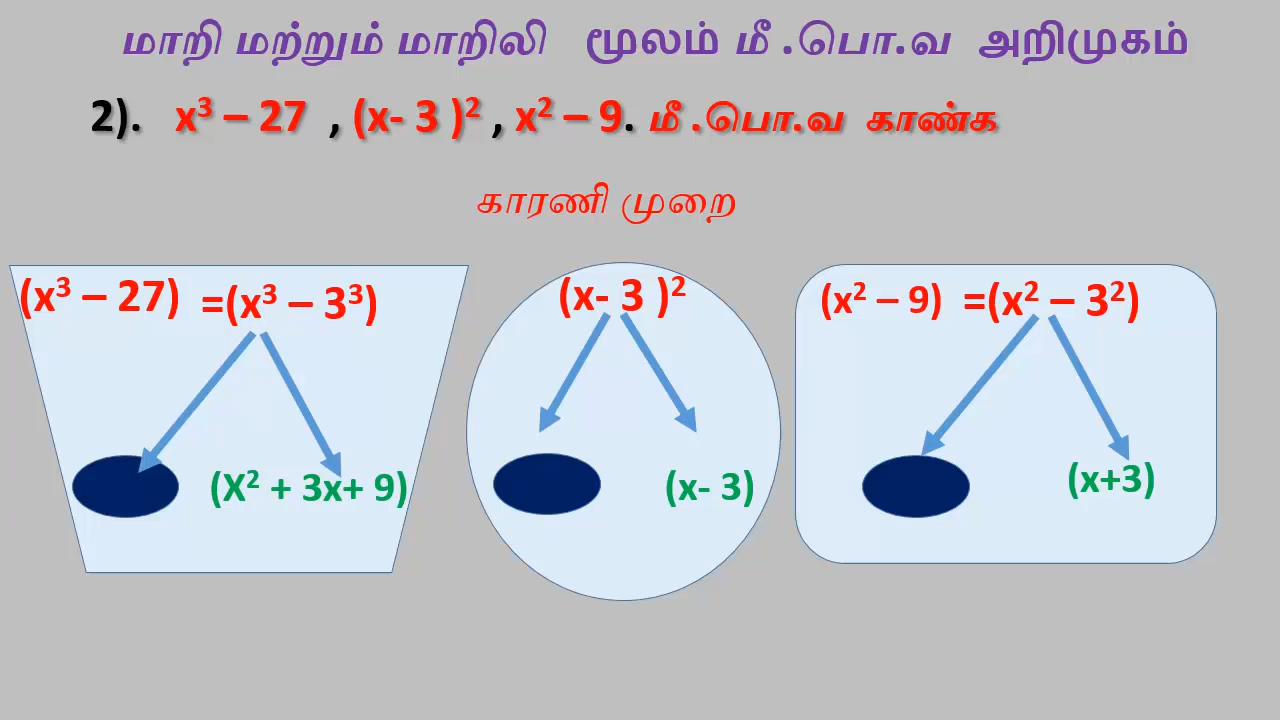 மாறி மற்றும் மாறிலி மூலம் மீ .பொ.வ அறிமுகம்
2). x³ – 27 , (x- 3 )² , x² – 9. மீ .பொ.வ காண்க
காரணி முறை
(x³ – 27) =(x³ – 3³)
(X² + 3x+ 9)
(x- 3 )²
(x- 3)
(x² – 9) =(x² – 3²)
(x+3)